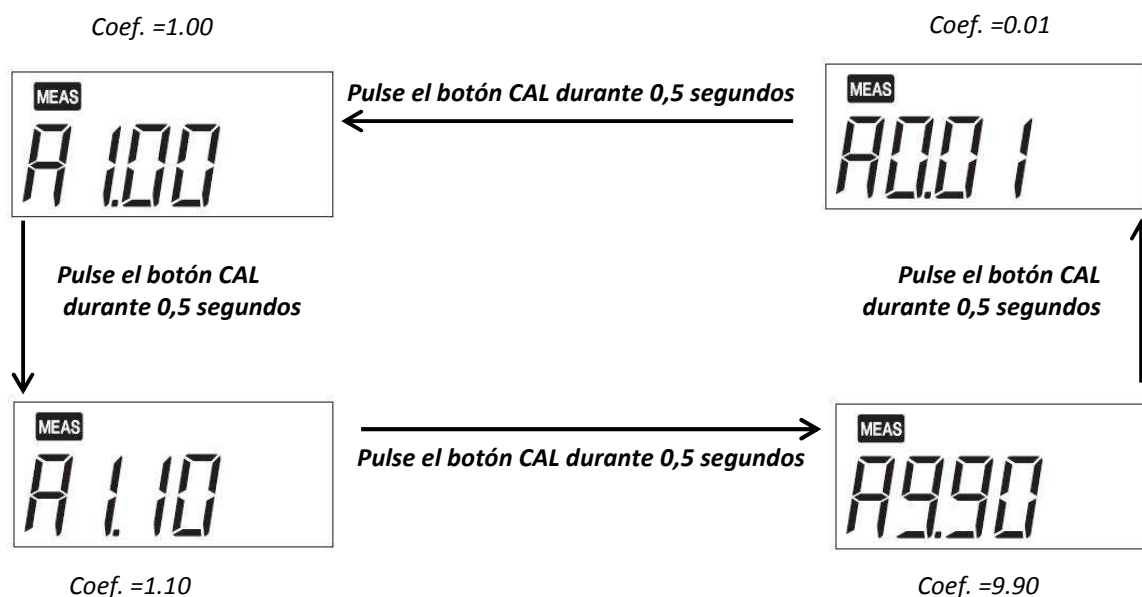 Coef. =1.00
Coef. =0.01
MEAS
A1.00
Pulse el botón CAL durante 0,5 segundos
MEAS
A0.01
Pulse el botón CAL
durante 0,5 segundos
Pulse el botón CAL
durante 0,5 segundos
MEAS
A1.10
Pulse el botón CAL durante 0,5 segundos
MEAS
A9.90
Coef. =1.10
Coef. =9.90